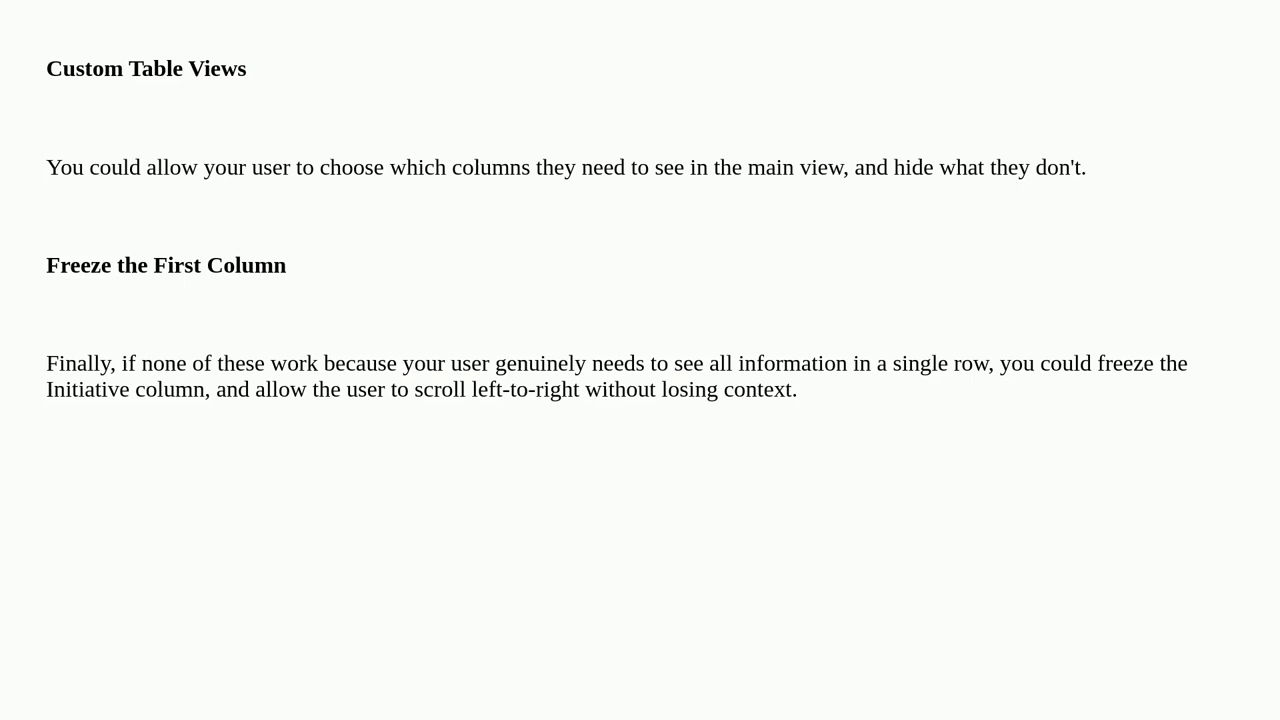 Custom Table Views
You could allow your user to choose which columns they need to see in the main view, and hide what they don't.
Freeze the First Column
Finally, if none of these work because your user genuinely needs to see all information in a single row, you could freeze the
Initiative column, and allow the user to scroll left-to-right without losing context.